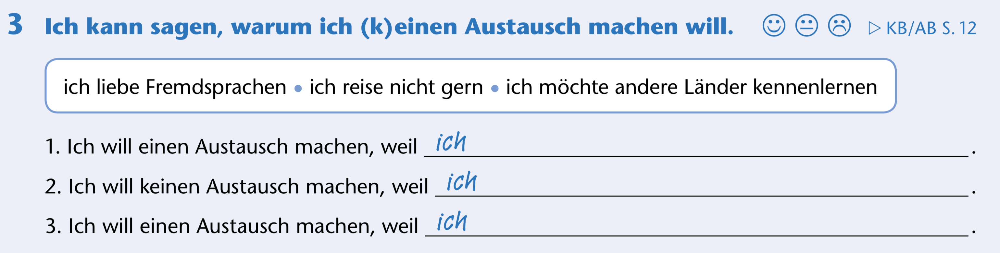 3 Ich kann sagen, warum ich (k)einen Austausch machen will. ▷ KB/AB S. 12
ich liebe Fremdsprachen • ich reise nicht gern • ich möchte andere Länder kennenlernen
1. Ich will einen Austausch machen, weil ich .
2. Ich will keinen Austausch machen, weil ich .
3. Ich will einen Austausch machen, weil ich .